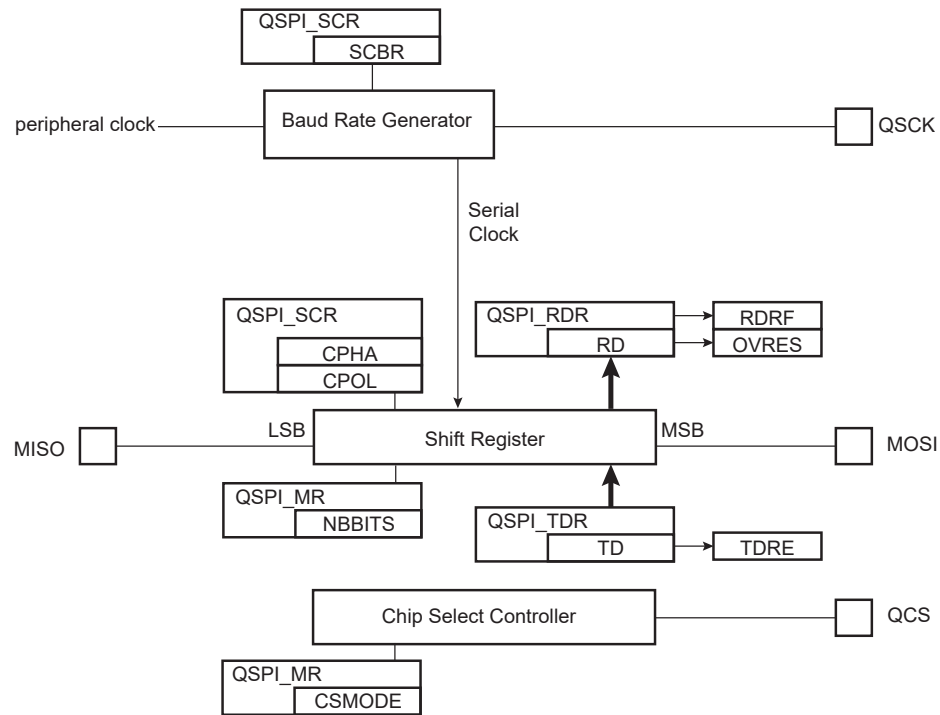 QSPI_SCR
SCBR
peripheral clock
Baud Rate Generator
QSCK
Serial
Clock
QSPI_SCR
CPHA
CPOL
QSPI_RDR
RD
RDRF
OVRES
MISO
LSB
Shift Register
MSB
MOSI
QSPI_MR
NBBITS
QSPI_TDR
TD
TDRE
Chip Select Controller
QCS
QSPI_MR
CSMODE